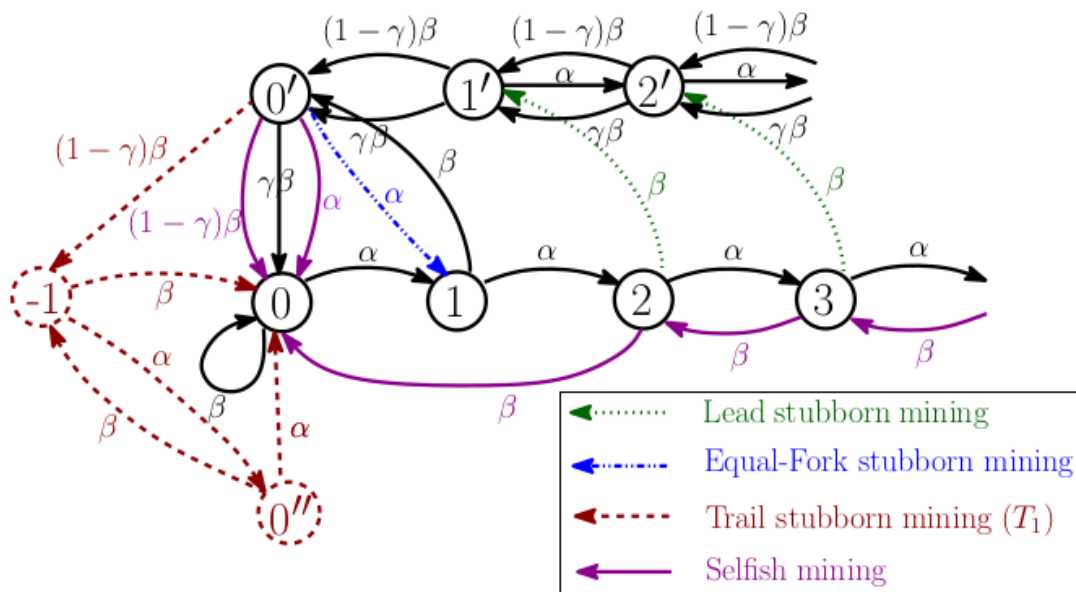 (1 − γ)β (1 − γ)β (1 − γ)β
0′ α 1′ α 2′ α
γβ γβ γβ
(1 − γ)β β
(1 − γ)β γβ α α β β
-1 β 0 α 1 α 2 α 3 α
β α β β β
β α
0′′
Lead stubborn mining
Equal-Fork stubborn mining
Trail stubborn mining (T₁)
Selfish mining